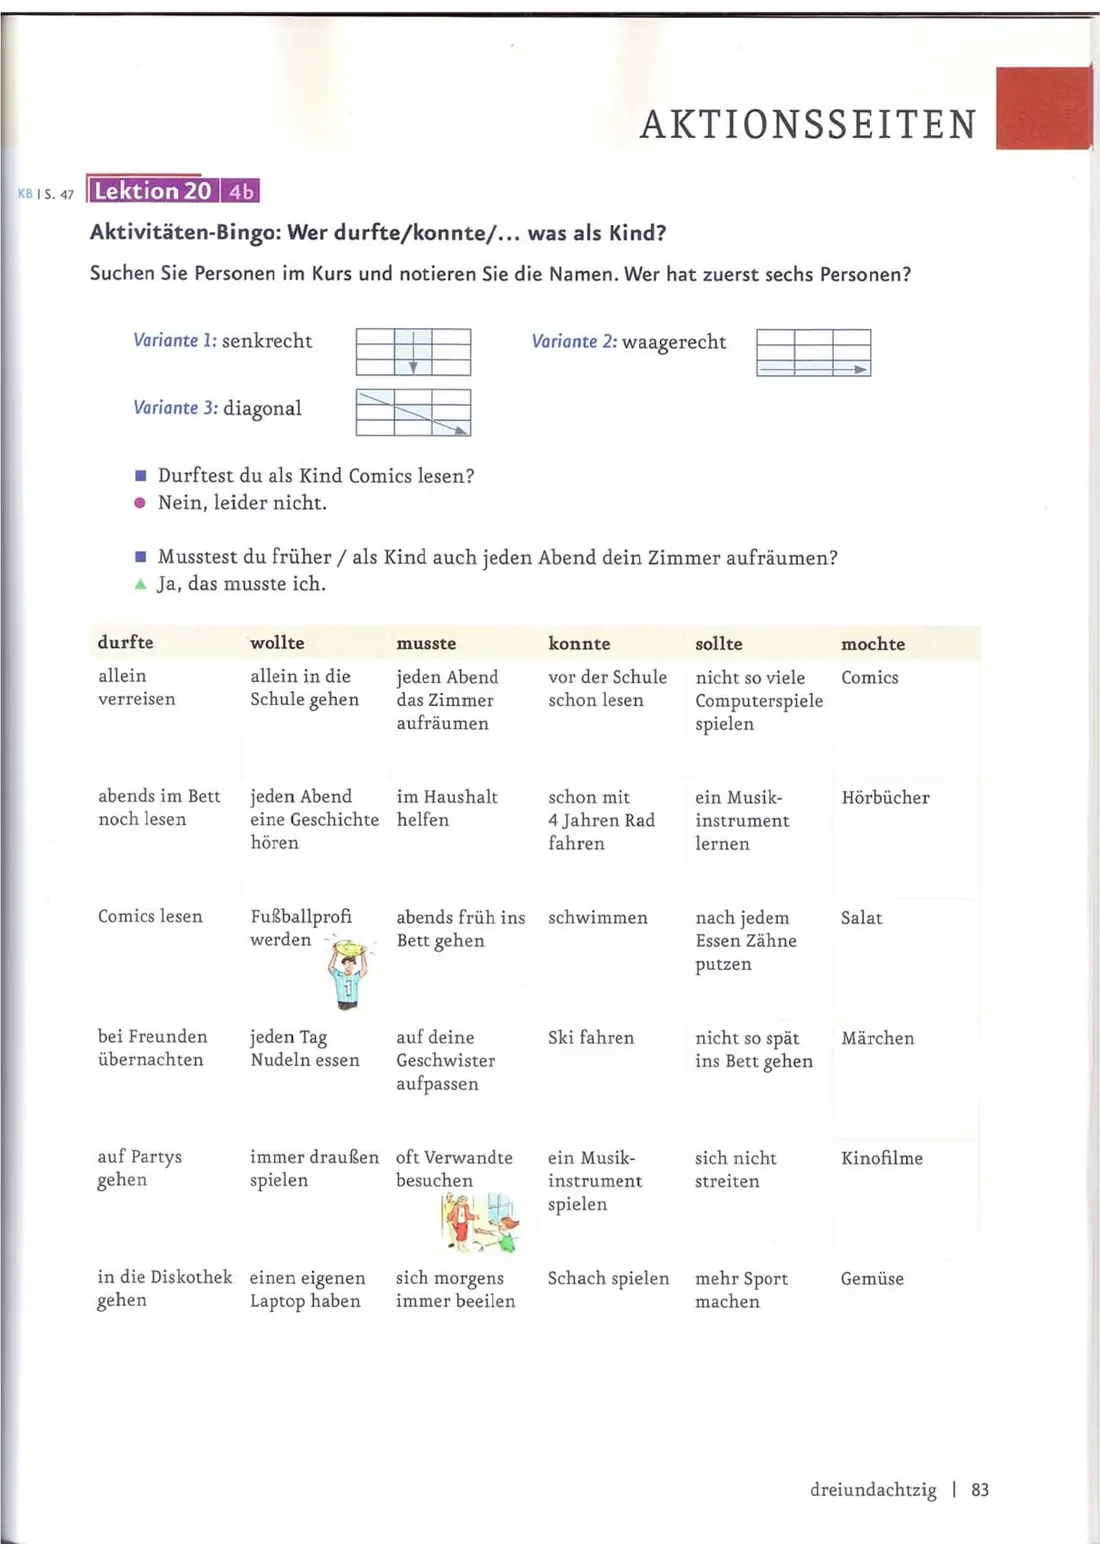 AKTIONSSEITEN
KB | S. 47 Lektion 20 4b
Aktivitäten-Bingo: Wer durfte/konnte/... was als Kind?
Suchen Sie Personen im Kurs und notieren Sie die Namen. Wer hat zuerst sechs Personen?
Variante 1: senkrecht
Variante 2: waagerecht
Variante 3: diagonal
Durftest du als Kind Comics lesen?
Nein, leider nicht.
Musstest du früher / als Kind auch jeden Abend dein Zimmer aufräumen?
Ja, das musste ich.
durfte wollte musste konnte sollte mochte
allein allein in die jeden Abend vor der Schule nicht so viele Comics
verreisen Schule gehen das Zimmer schon lesen Computerspiele
aufräumen spielen
abends im Bett jeden Abend im Haushalt schon mit ein Musik- Hörbücher
noch lesen eine Geschichte helfen 4 Jahren Rad instrument
hören fahren lernen
Comics lesen Fußballprofi abends früh ins schwimmen nach jedem Salat
werden Bett gehen Essen Zähne
putzen
1
bei Freunden jeden Tag auf deine Ski fahren nicht so spät Märchen
übernachten Nudeln essen Geschwister ins Bett gehen
aufpassen
auf Partys immer draußen oft Verwandte ein Musik- sich nicht Kinofilme
gehen spielen besuchen instrument streiten
spielen
in die Diskothek einen eigenen sich morgens Schach spielen mehr Sport Gemüse
gehen Laptop haben immer beeilen machen
dreiundachtzig | 83